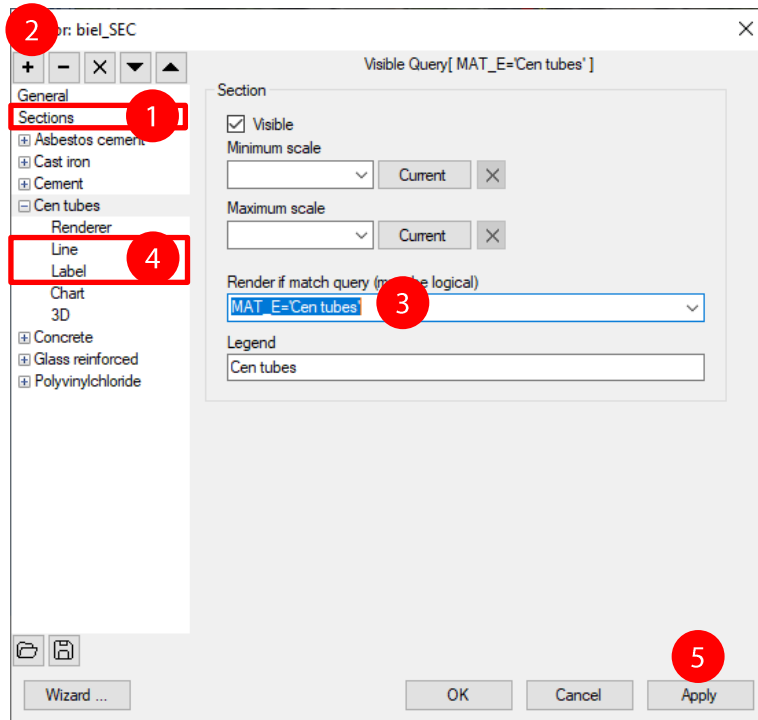 2 or: biel_SEC
Visible Query[ MAT_E='Cen tubes' ]
General
Sections
1
Asbestos cement
Cast iron
Cement
Cen tubes
Renderer
Line
Label
4
Chart
3D
Concrete
Glass reinforced
Polyvinylchloride
Section
Visible
Minimum scale
Current
Maximum scale
Current
Render if match query (m be logical)
MAT_E='Cen tubes'
3
Legend
Cen tubes
5
Wizard ...
OK
Cancel
Apply